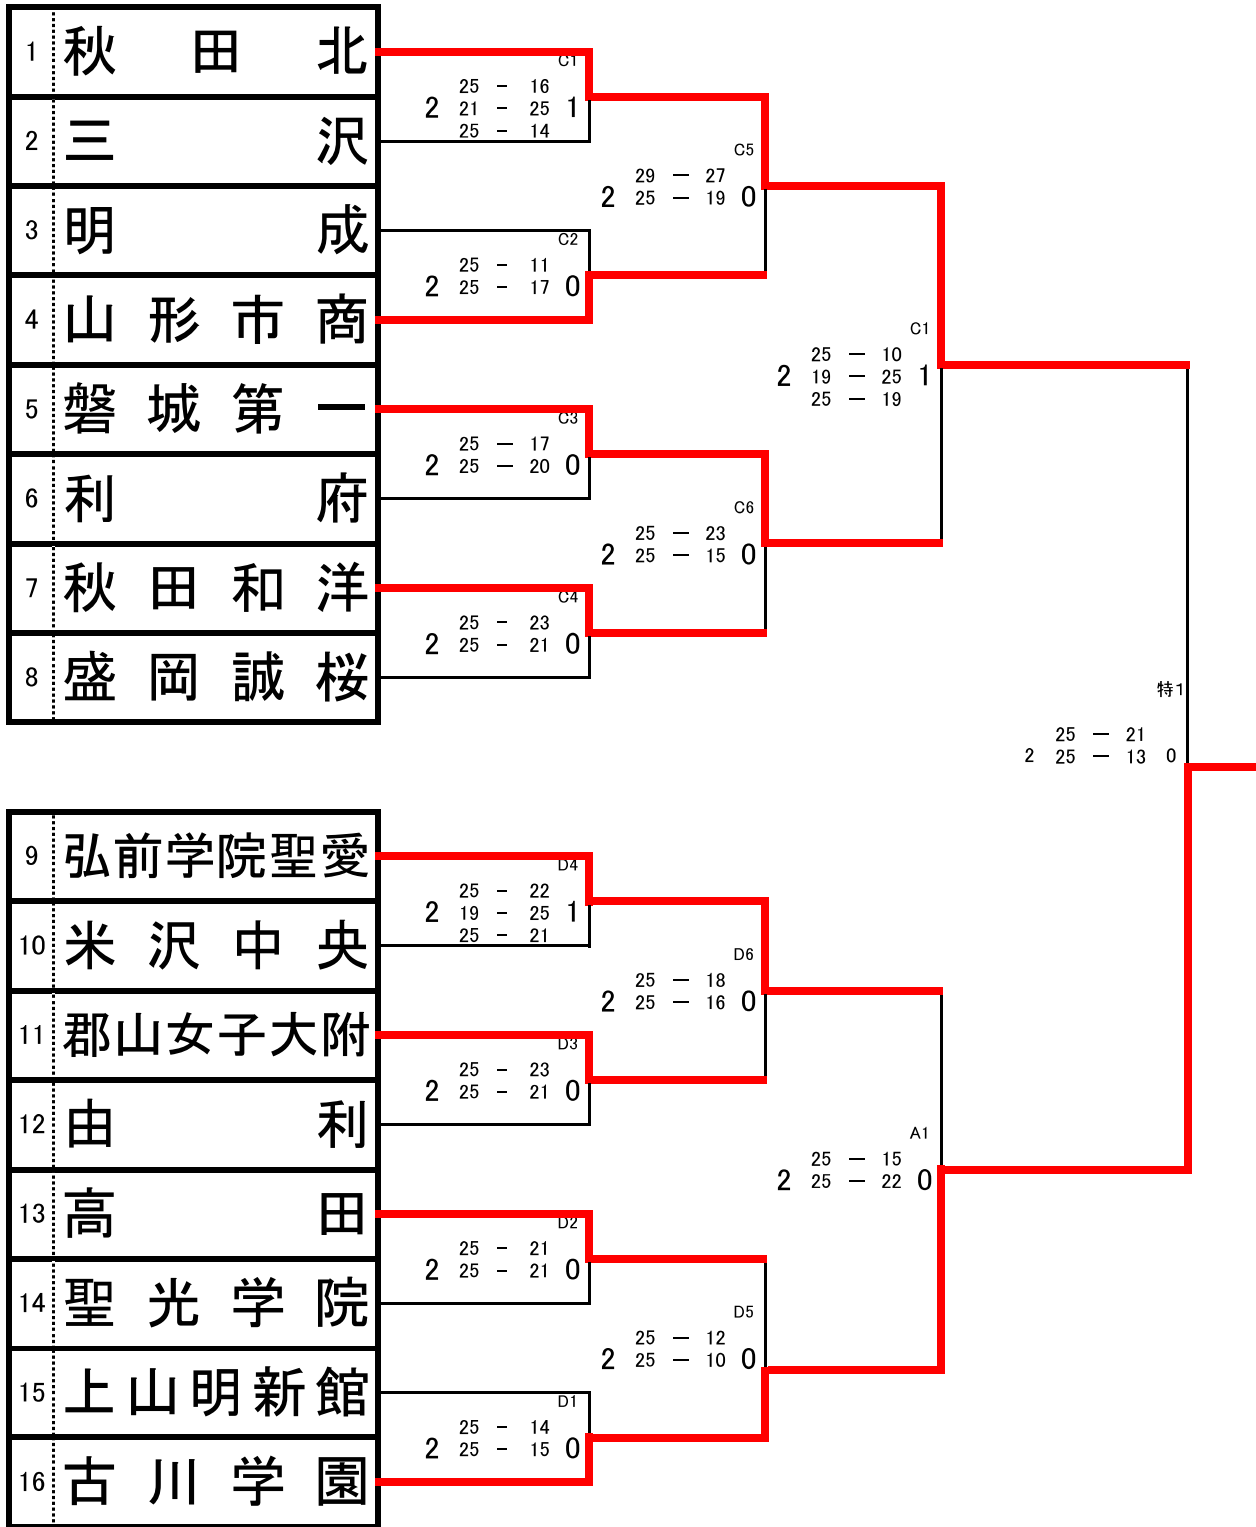 1 秋田北
C1
25 - 16
2 21 - 25 1
25 - 14
2 三沢
C5
29 — 27
2 25 — 19 0
3 明成
C2
25 - 11
2 25 - 17 0
4 山形市商
C1
25 — 10
2 19 — 25 1
25 — 19
5 磐城第一
C3
25 — 17
2 25 — 20 0
6 利府
C6
25 — 23
2 25 — 15 0
7 秋田和洋
C4
25 - 23
2 25 - 21 0
8 盛岡誠桜
特1
25 — 21
2 25 — 13 0
9 弘前学院聖愛
D4
25 - 22
2 19 - 25 1
25 - 21
10 米沢中央
D6
25 — 18
2 25 — 16 0
11 郡山女子大附
D3
25 - 23
2 25 - 21 0
12 由利
A1
25 — 15
2 25 — 22 0
13 高田
D2
25 - 21
2 25 - 21 0
14 聖光学院
D5
25 — 12
2 25 — 10 0
15 上山明新館
D1
25 - 14
2 25 - 15 0
16 古川学園